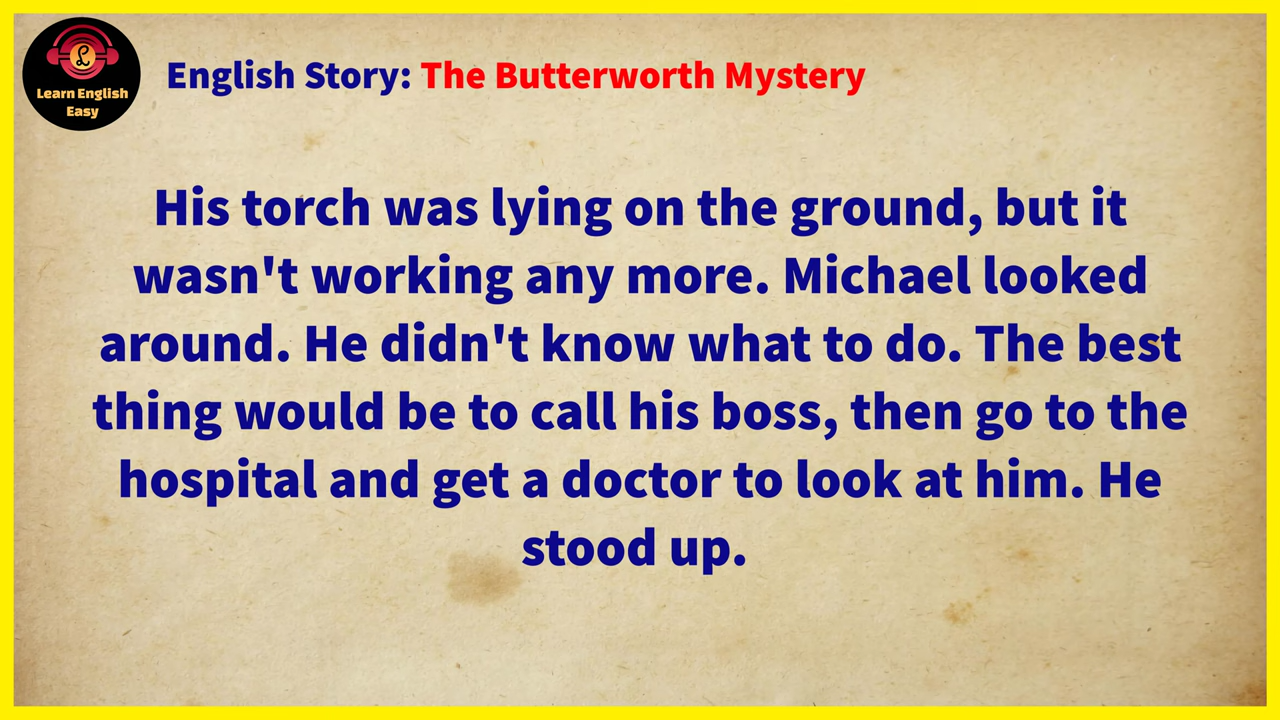 Learn English
Easy
English Story: The Butterworth Mystery
His torch was lying on the ground, but it
wasn't working any more. Michael looked
around. He didn't know what to do. The best
thing would be to call his boss, then go to the
hospital and get a doctor to look at him. He
stood up.